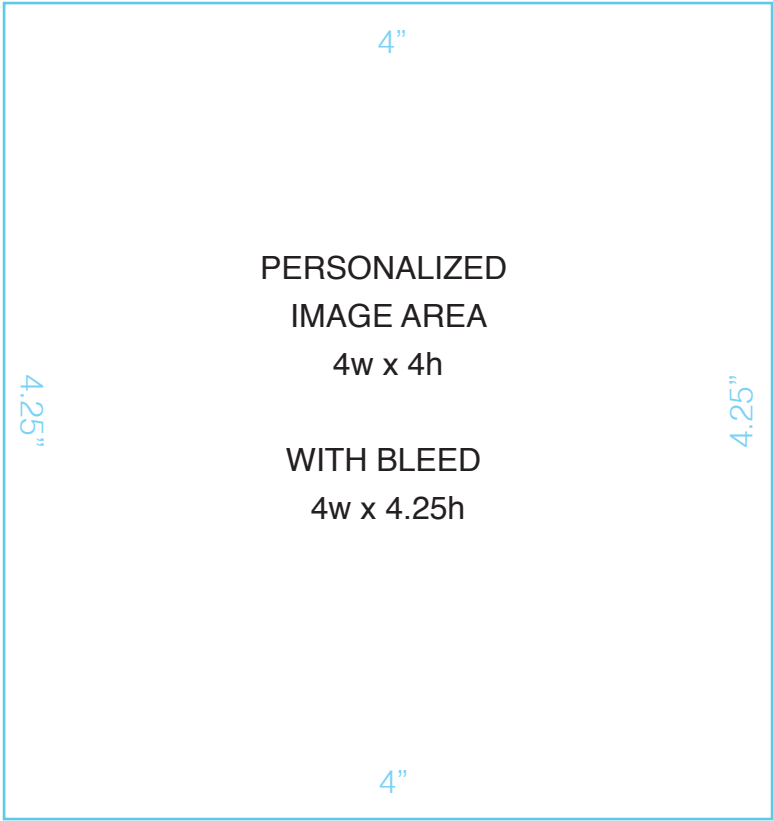 4”
PERSONALIZED
IMAGE AREA
4w x 4h
4.25”
4.25”
WITH BLEED
4w x 4.25h
4”